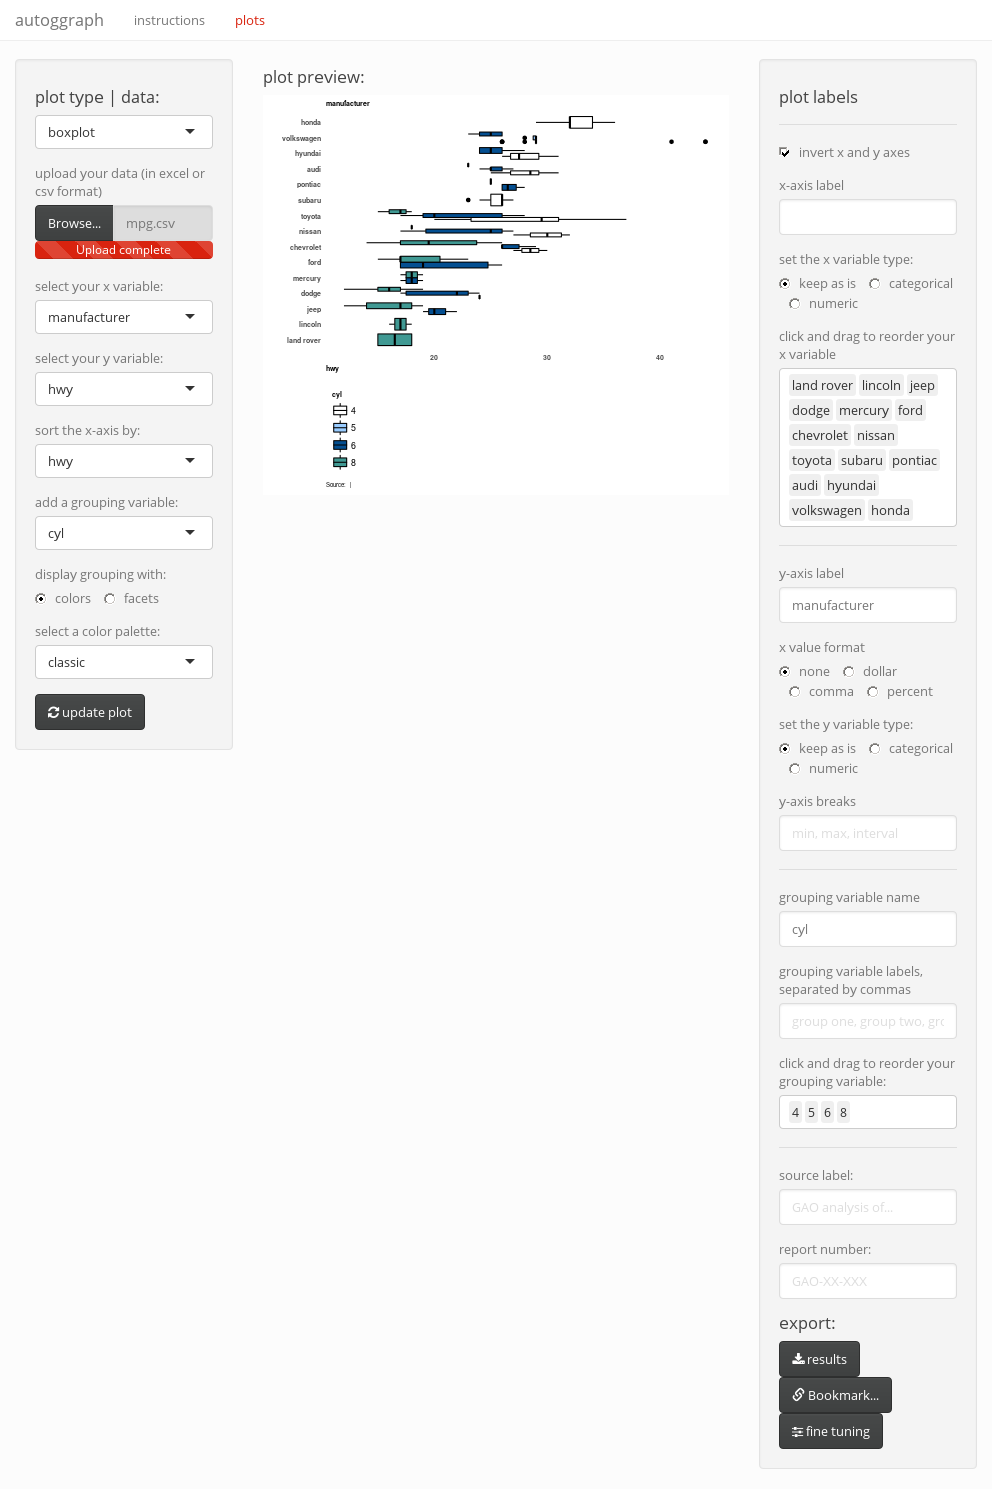 autoggraph instructions plots
plot type | data:
boxplot
upload your data (in excel or
csv format)
Browse... mpg.csv
Upload complete
select your x variable:
manufacturer
select your y variable:
hwy
sort the x-axis by:
hwy
add a grouping variable:
cyl
display grouping with:
colors facets
select a color palette:
classic
update plot
plot preview:
manufacturer
honda
volkswagen
hyundai
audi
pontiac
subaru
toyota
nissan
chevrolet
ford
mercury
dodge
jeep
lincoln
land rover
20 30 40
hwy
cyl
4
5
6
8
Source: |
plot labels
invert x and y axes
x-axis label
set the x variable type:
keep as is categorical
numeric
click and drag to reorder your
x variable
land rover lincoln jeep
dodge mercury ford
chevrolet nissan
toyota subaru pontiac
audi hyundai
volkswagen honda
y-axis label
manufacturer
x value format
none dollar
comma percent
set the y variable type:
keep as is categorical
numeric
y-axis breaks
min, max, interval
grouping variable name
cyl
grouping variable labels,
separated by commas
group one, group two, gro
click and drag to reorder your
grouping variable:
4 5 6 8
source label:
GAO analysis of...
report number:
GAO-XX-XXX
export:
results
Bookmark...
fine tuning